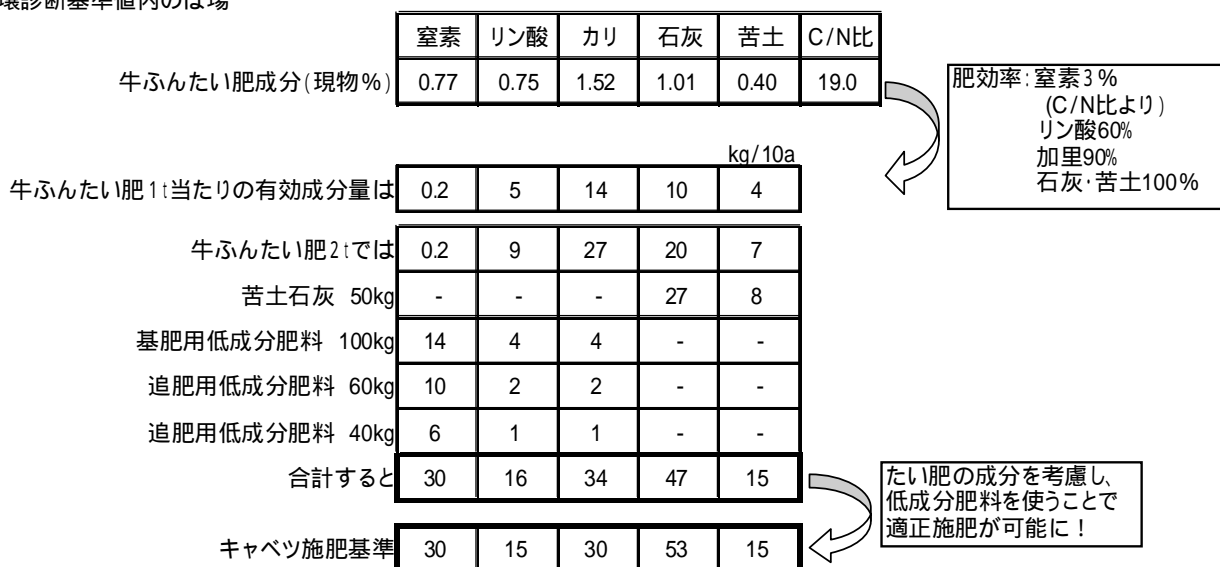 壌診断基準値内のほ場
窒素 リン酸 カリ 石灰 苦土 C/N比
牛ふんたい肥成分(現物%) 0.77 0.75 1.52 1.01 0.40 19.0
肥効率:窒素3%
(C/N比より)
リン酸60%
加里90%
石灰・苦土100%
kg/10a
牛ふんたい肥1t当たりの有効成分量は 0.2 5 14 10 4
牛ふんたい肥2tでは 0.2 9 27 20 7
苦土石灰 50kg - - - 27 8
基肥用低成分肥料 100kg 14 4 4 - -
追肥用低成分肥料 60kg 10 2 2 - -
追肥用低成分肥料 40kg 6 1 1 - -
合計すると 30 16 34 47 15
たい肥の成分を考慮し、
低成分肥料を使うことで
適正施肥が可能に！
キャベツ施肥基準 30 15 30 53 15